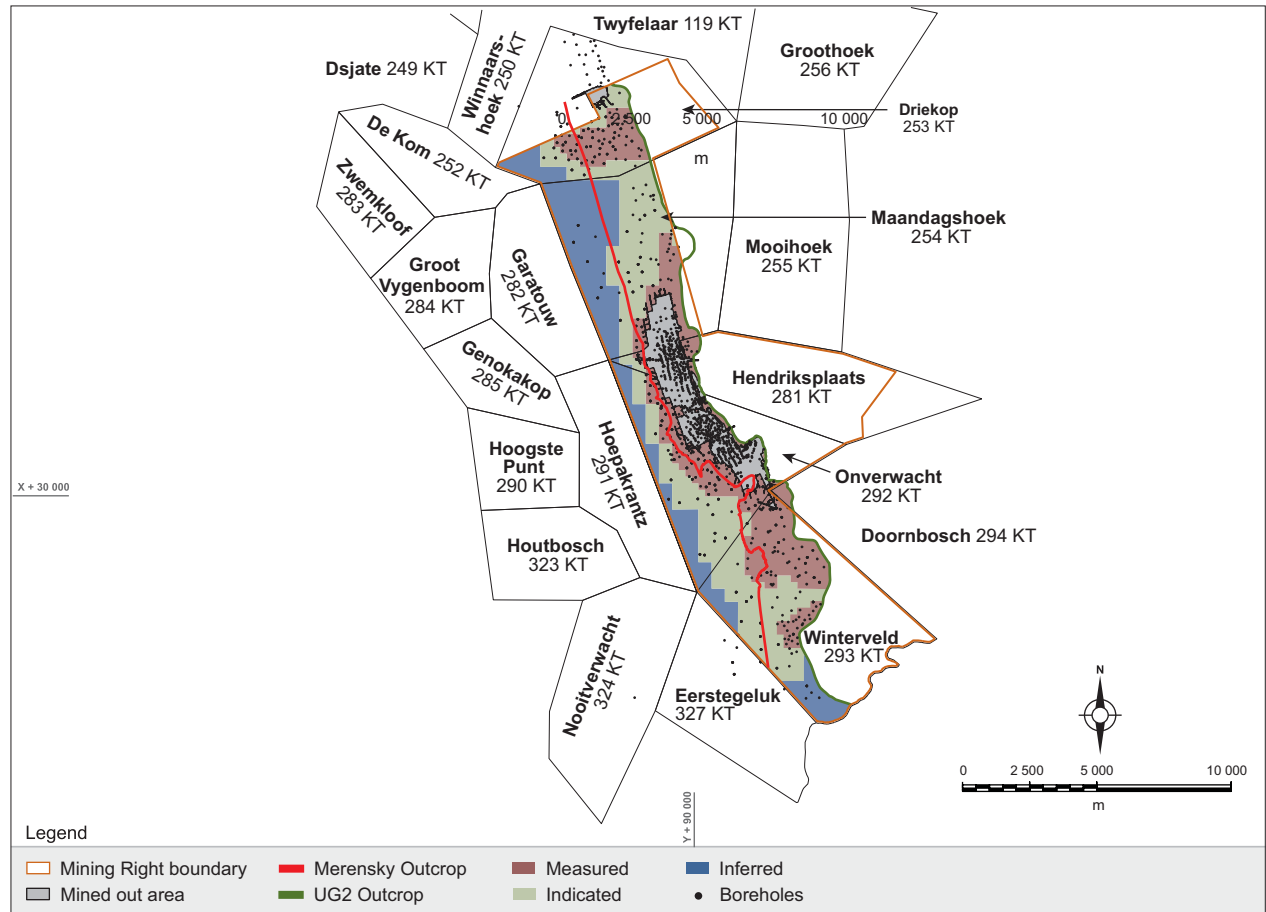 Twyfelaar 119 KT
Groothoek
256 KT
Dsjate 249 KT
Winnaars-
hoek 250 KT
Driekop
253 KT
0 2 500 5 000 10 000
m
De Kom 252 KT
Zwemkloof
283 KT
Maandagshoek
254 KT
Mooihoek
255 KT
Groot
Vygenboom
284 KT
Garatouw
282 KT
Genokakop
285 KT
Hendriksplaats
281 KT
Hoepakrantz
291 KT
Hoogste
Punt
290 KT
Onverwacht
292 KT
X + 30 000
Doornbosch 294 KT
Houtbosch
323 KT
Winterveld
293 KT
Nooitverwacht
324 KT
Eerstegeluk
327 KT
N
0 2 500 5 000 10 000
m
Y + 90 000
Legend
Mining Right boundary
Merensky Outcrop
Measured
Inferred
Mined out area
UG2 Outcrop
Indicated
Boreholes